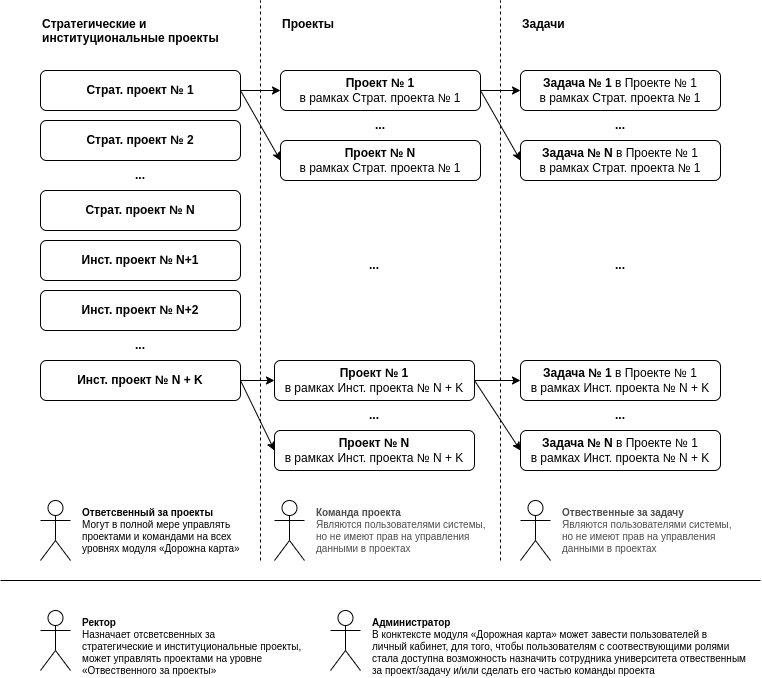 Стратегические и
институциональные проекты
Проекты
Задачи
Страт. проект № 1
Страт. проект № 2
...
Страт. проект № N
Инст. проект № N+1
Инст. проект № N+2
...
Инст. проект № N + K
Проект № 1
в рамках Страт. проекта № 1
...
Проект № N
в рамках Страт. проекта № 1
...
Проект № 1
в рамках Инст. проекта № N + K
...
Проект № N
в рамках Инст. проекта № N + K
Задача № 1 в Проекте № 1
в рамках Страт. проекта № 1
...
Задача № N в Проекте № 1
в рамках Страт. проекта № 1
...
Задача № 1 в Проекте № 1
в рамках Инст. проекта № N + K
...
Задача № N в Проекте № 1
в рамках Инст. проекта № N + K
Ответсвенный за проекты
Могут в полной мере управлять
проектами и командами на всех
уровнях модуля «Дорожна карта»
Команда проекта
Являются пользователями системы,
но не имеют прав на управления
данными в проектах
Отвественные за задачу
Являются пользователями системы,
но не имеют прав на управления
данными в проектах
Ректор
Назначает отсветсвенных за
стратегические и институциональные проекты,
может управлять проектами на уровне
«Отвественного за проекты»
Администратор
В конктексте модуля «Дорожная карта» может завести пользователей в
личный кабинет, для того, чтобы пользователям с соотвествующими ролями
стала доступна возможность назначить сотрудника университета отвественным
за проект/задачу и/или сделать его частью команды проекта